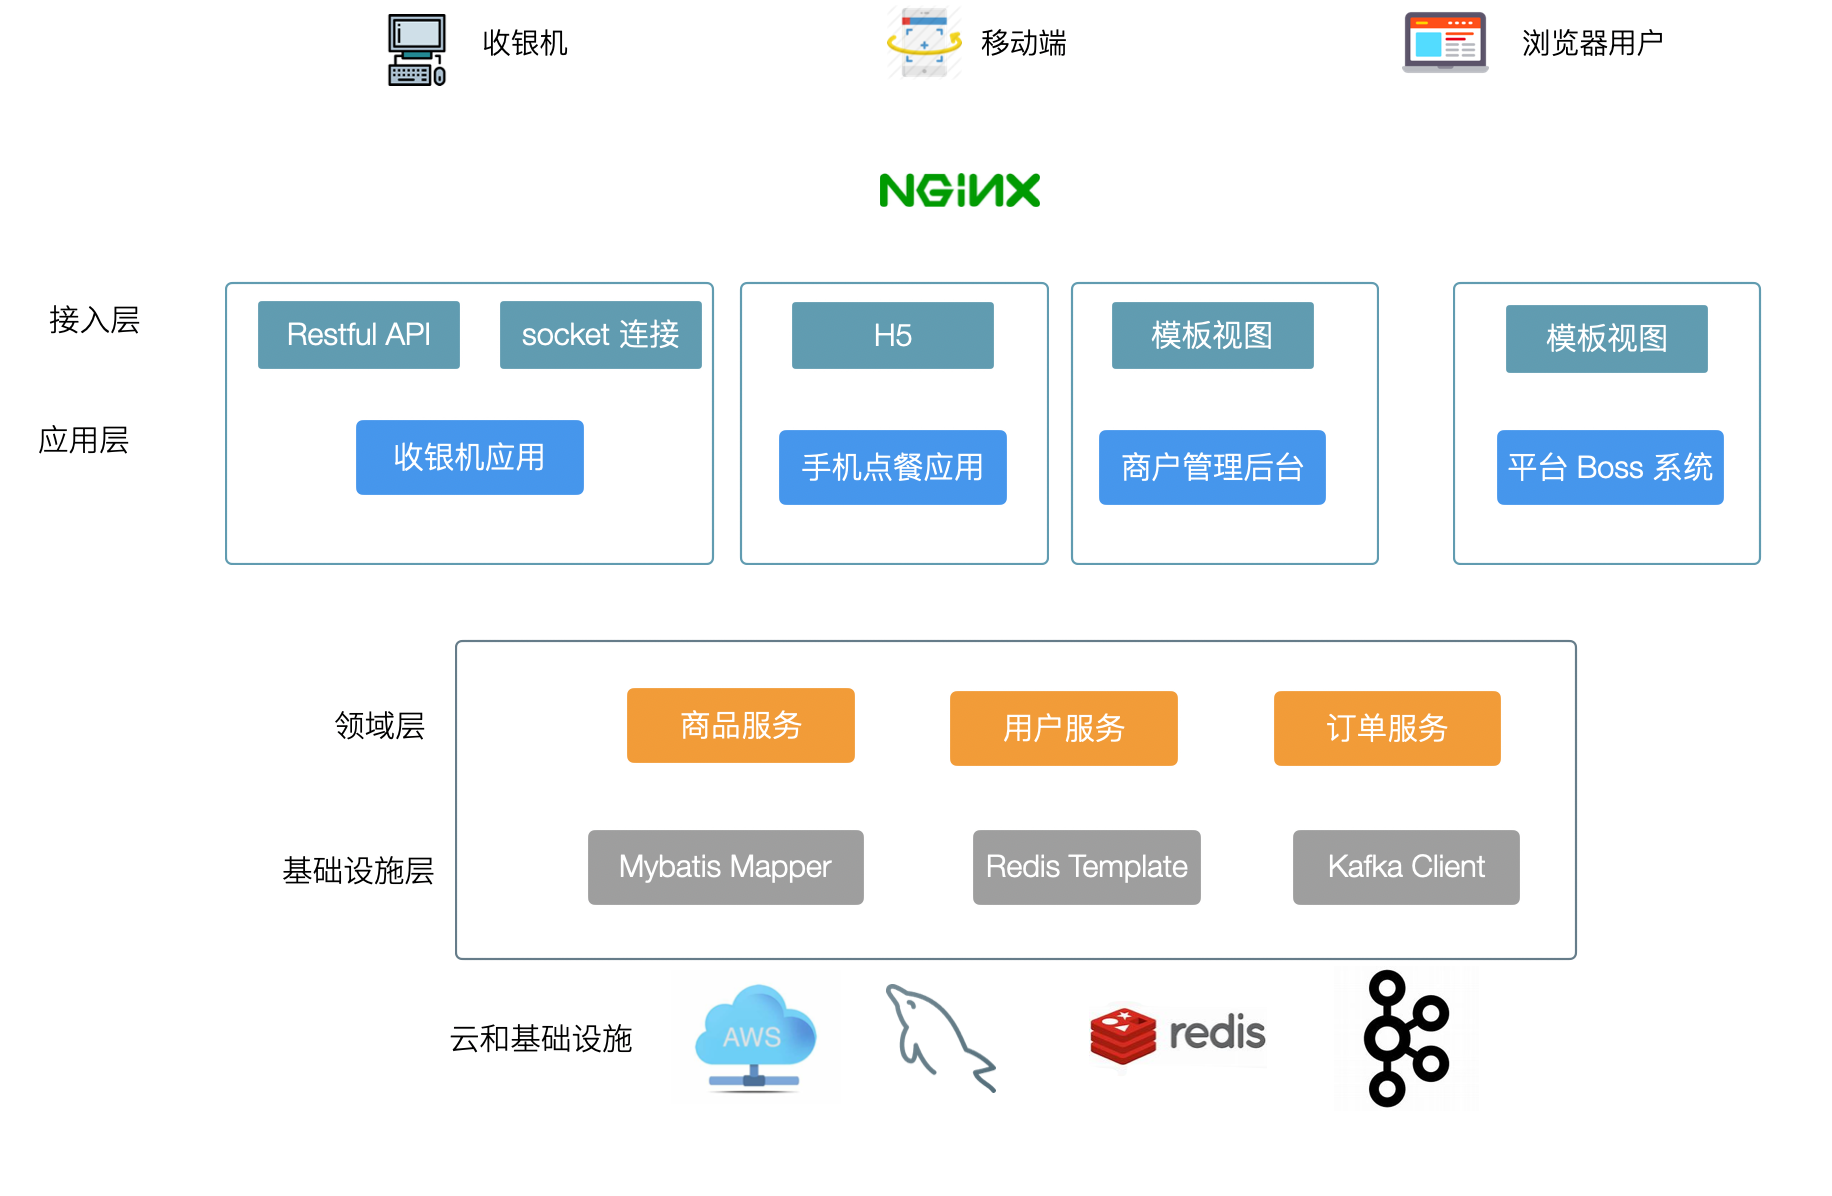 收银机
移动端
浏览器用户
NGINX
接入层
Restful API
socket 连接
H5
模板视图
模板视图
应用层
收银机应用
手机点餐应用
商户管理后台
平台 Boss 系统
领域层
商品服务
用户服务
订单服务
基础设施层
Mybatis Mapper
Redis Template
Kafka Client
云和基础设施
AWS
redis